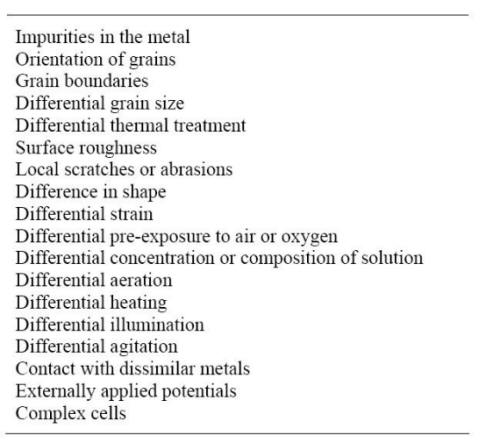 Impurities in the metal
Orientation of grains
Grain boundaries
Differential grain size
Differential thermal treatment
Surface roughness
Local scratches or abrasions
Difference in shape
Differential strain
Differential pre-exposure to air or oxygen
Differential concentration or composition of solution
Differential aeration
Differential heating
Differential illumination
Differential agitation
Contact with dissimilar metals
Externally applied potentials
Complex cells